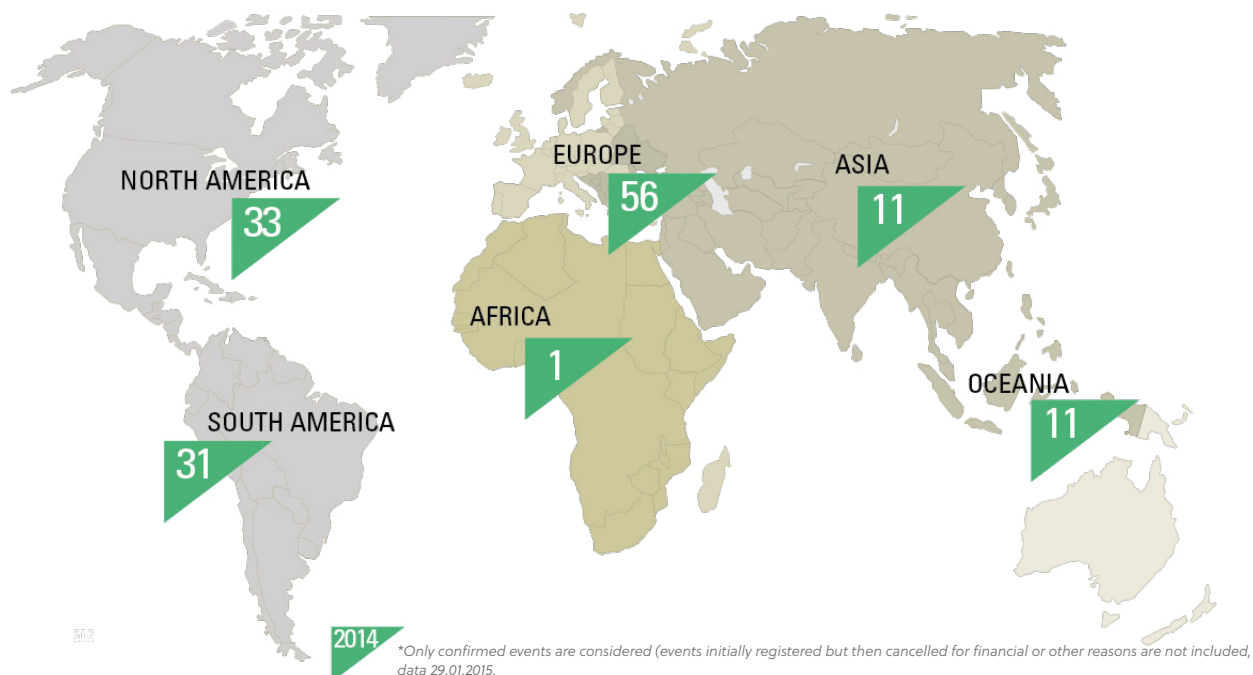 EUROPE
56
ASIA
11
NORTH AMERICA
33
AFRICA
1
OCEANIA
11
SOUTH AMERICA
31
2014
*Only confirmed events are considered (events initially registered but then cancelled for financial or other reasons are not included,
data 29.01.2015.